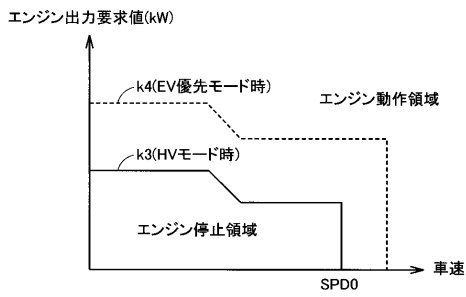 エンジン出力要求値(kW)
k4(EV優先モード時)
エンジン動作領域
k3(HVモード時)
エンジン停止領域
車速
SPD0